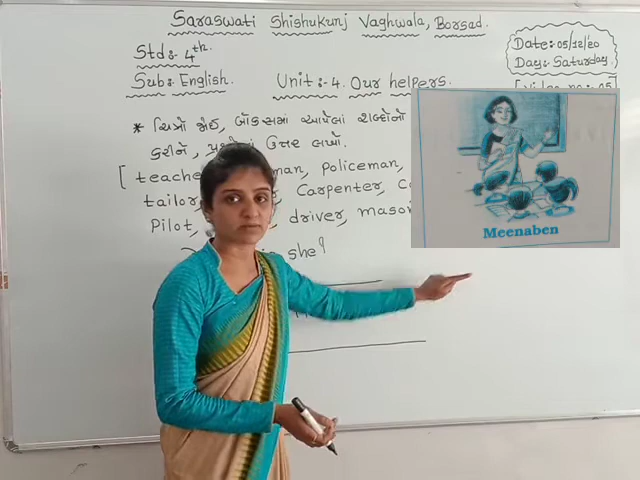 Saraswati Shishukunj Vaghwala, Borsad.
Date:- 05/12/'20
Day:- Saturday.
Std:- 4th.
Sub:- English.
Unit:- 4. Our helpers.
* ચિત્રો જોઈ, બોક્સમાં આપેલાં શબ્દોનો
કરીને, ઉત્તર લખો.
[ teache man, policeman,
tailor, Carpenter,
Pilot, driver, mason
she?
Meenaben